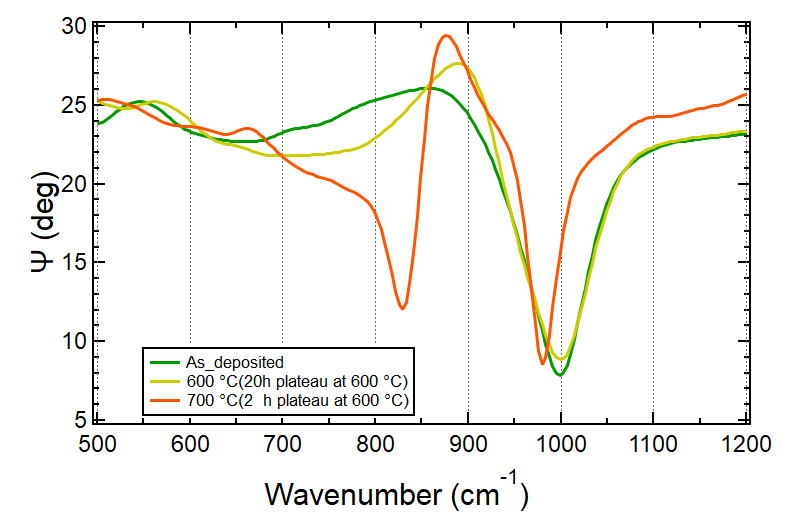 30
25
20
15
10
5
Ψ (deg)
As_deposited
600 °C(20h plateau at 600 °C)
700 °C(2  h plateau at 600 °C)
500 600 700 800 900 1000 1100 1200
Wavenumber (cm⁻¹)